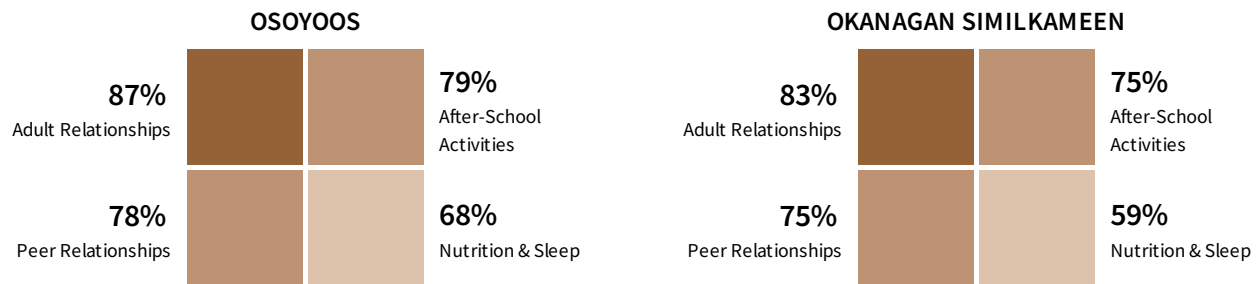 OSOYOOS
87%
Adult Relationships
79%
After-School
Activities
78%
Peer Relationships
68%
Nutrition & Sleep
OKANAGAN SIMILKAMEEN
83%
Adult Relationships
75%
After-School
Activities
75%
Peer Relationships
59%
Nutrition & Sleep